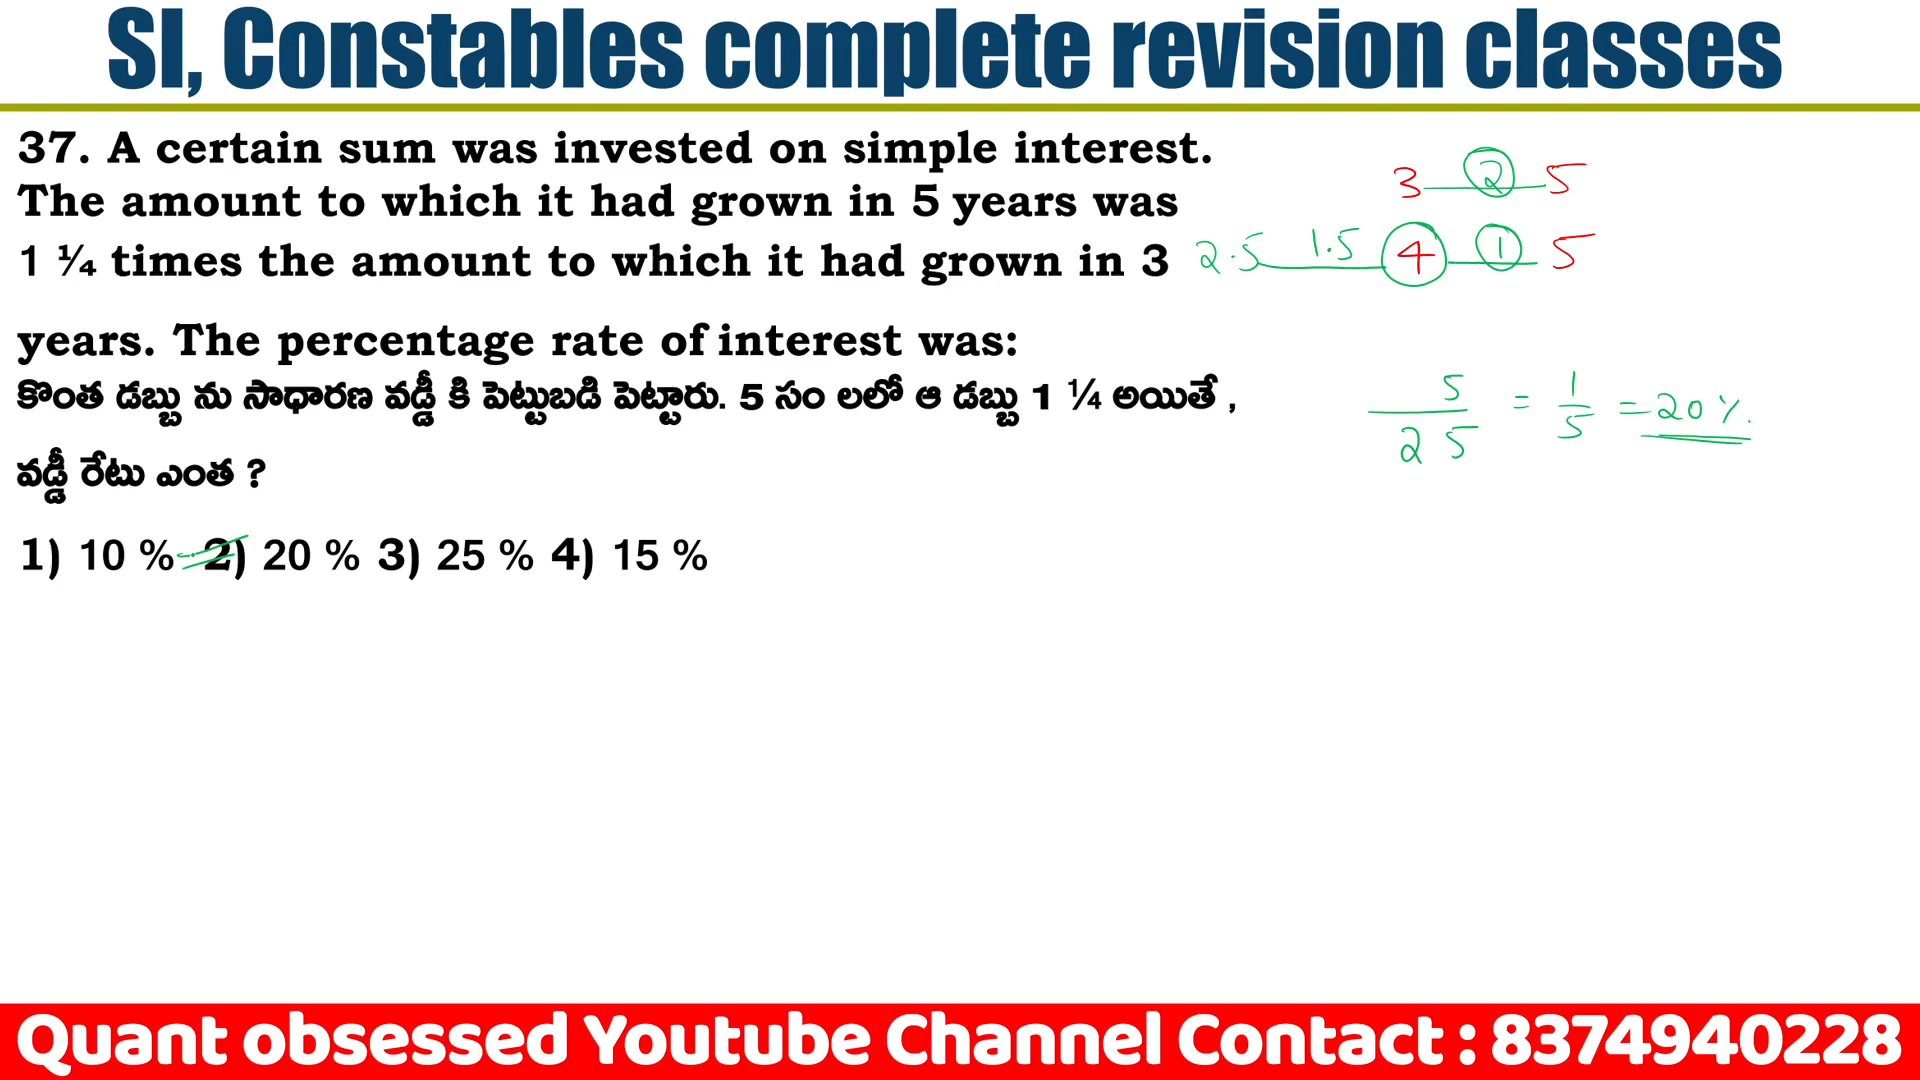 SI, Constables complete revision classes
37. A certain sum was invested on simple interest.
The amount to which it had grown in 5 years was
1 ¼ times the amount to which it had grown in 3
years. The percentage rate of interest was:
కొంత డబ్బు ను సాధారణ వడ్డీ కి పెట్టుబడి పెట్టారు. 5 సం లలో ఆ డబ్బు 1 ¼ అయితే ,
వడ్డీ రేటు ఎంత ?
1) 10 % 2) 20 % 3) 25 % 4) 15 %
3 2 5
2.5 1.5 4 1 5
5/25 = 1/5 = 20%.
Quant obsessed Youtube Channel Contact : 8374940228